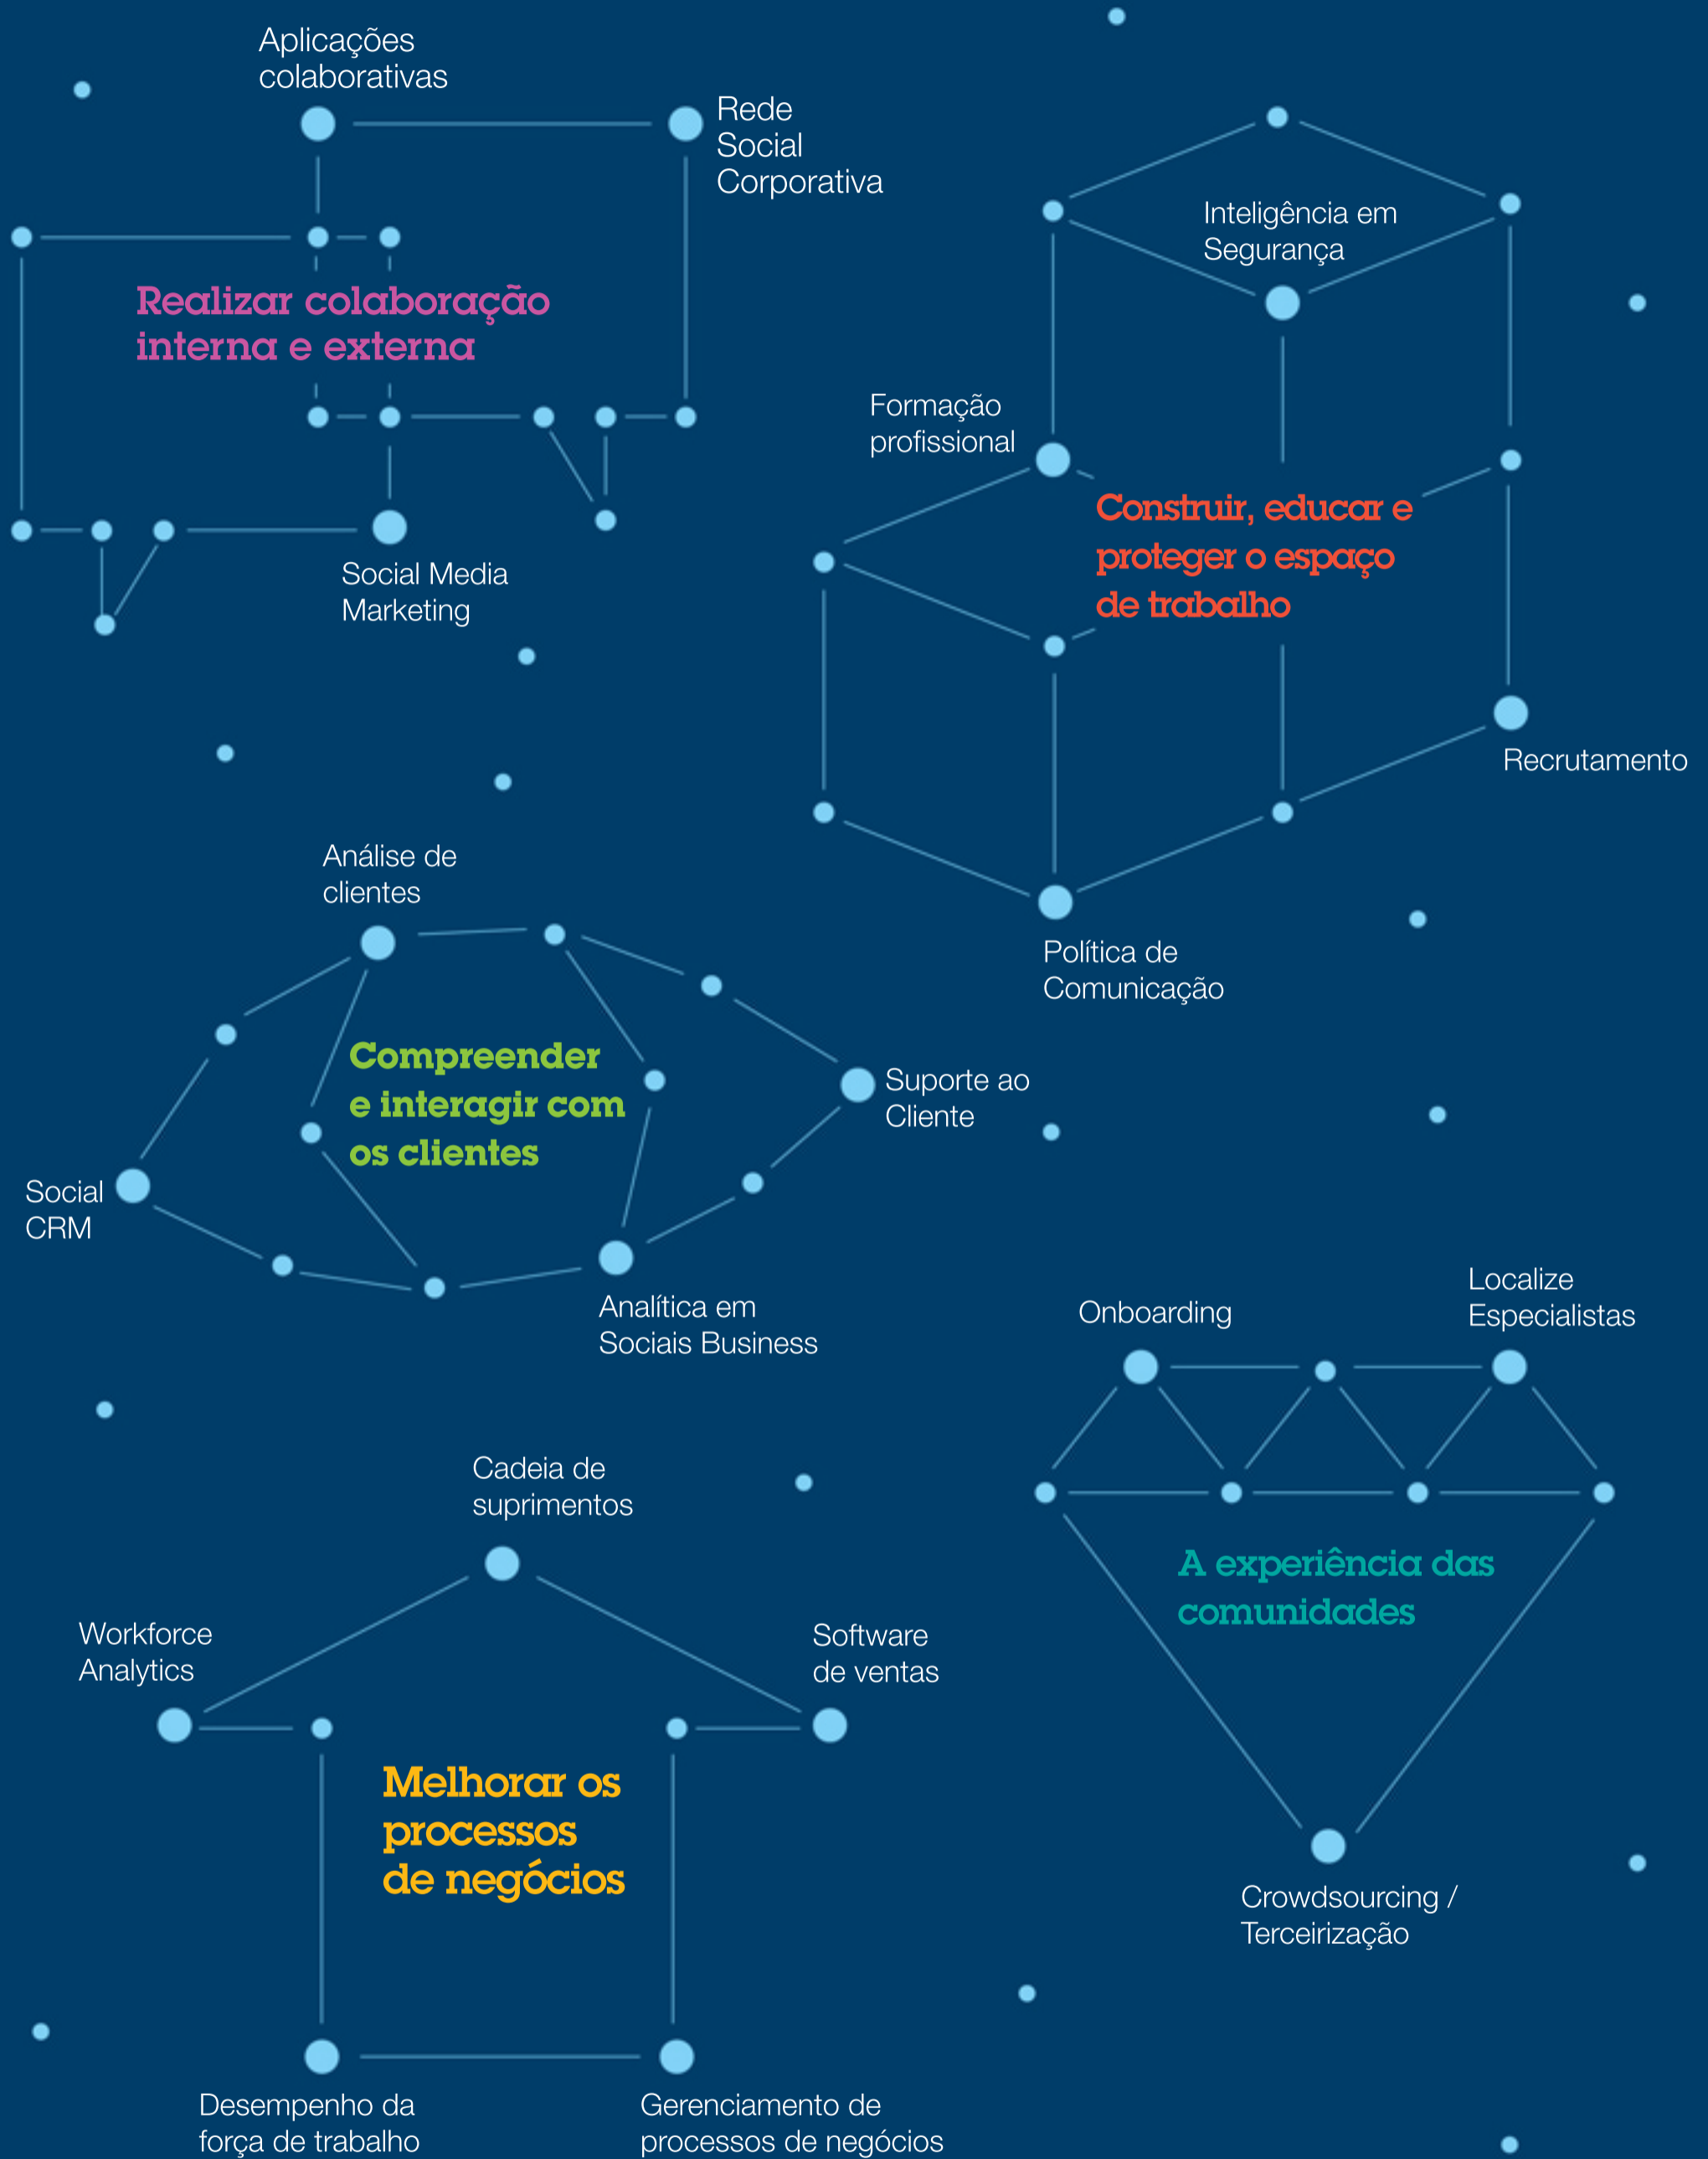 Aplicações
colaborativas
Rede
Social
Corporativa
Realizar colaboração
interna e externa
Social Media
Marketing
Inteligência em
Segurança
Formação
profissional
Construir, educar e
proteger o espaço
de trabalho
Recrutamento
Política de
Comunicação
Análise de
clientes
Compreender
e interagir com
os clientes
Suporte ao
Cliente
Social
CRM
Analítica em
Sociais Business
Onboarding
Localize
Especialistas
A experiência das
comunidades
Crowdsourcing /
Terceirização
Cadeia de
suprimentos
Workforce
Analytics
Software
de ventas
Melhorar os
processos
de negócios
Desempenho da
força de trabalho
Gerenciamento de
processos de negócios